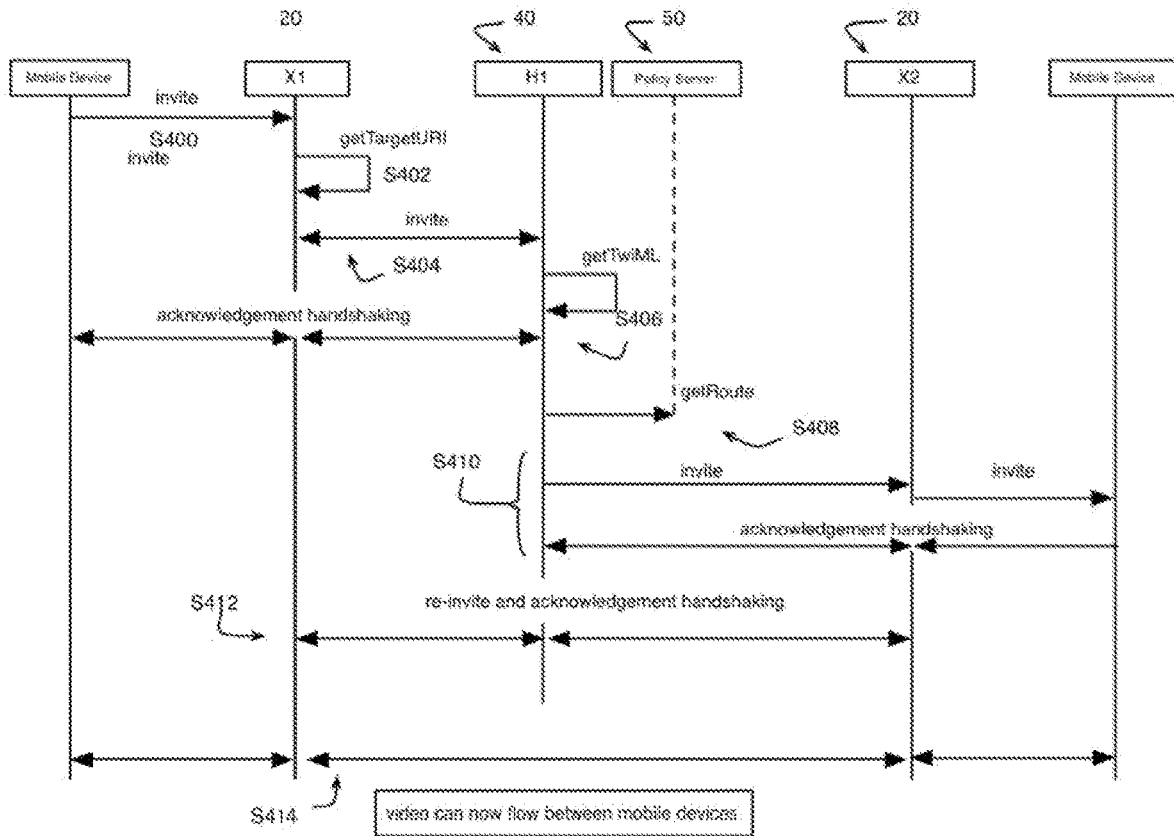 20
40
50
20
Mobile Device
X1
H1
Policy Server
X2
Mobile Device
invite
S400
invite
getTargetURI
S402
invite
S404
getTwiML
S406
acknowledgement handshaking
getRoute
S408
S410
invite
invite
acknowledgement handshaking
S412
re-invite and acknowledgement handshaking
S414
video can now flow between mobile devices